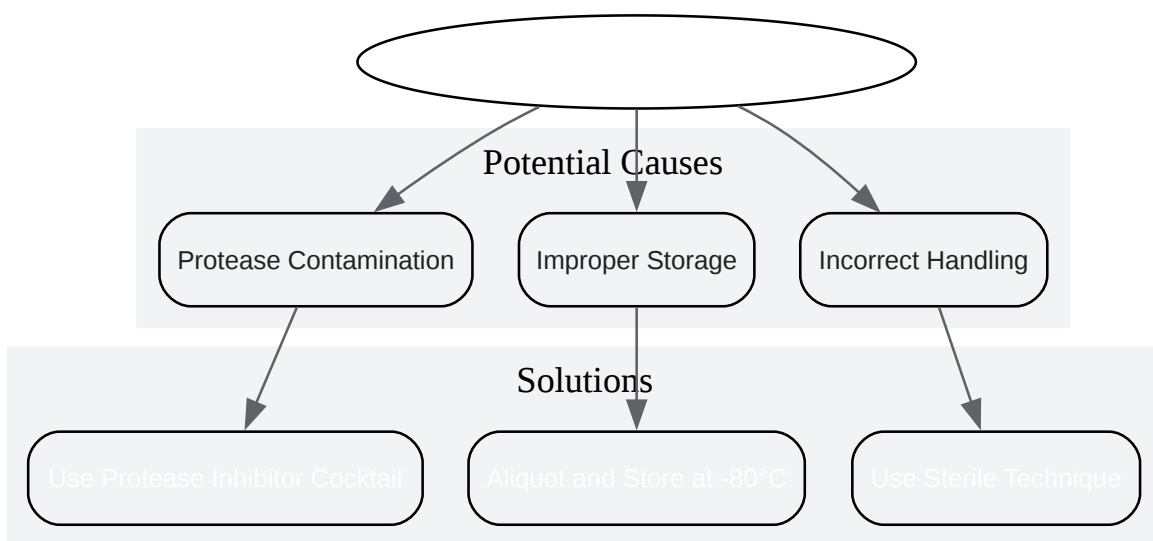 Potential Causes
Protease Contamination
Improper Storage
Incorrect Handling
Solutions
Use Protease Inhibitor Cocktail
Aliquot and Store at -80°C
Use Sterile Technique